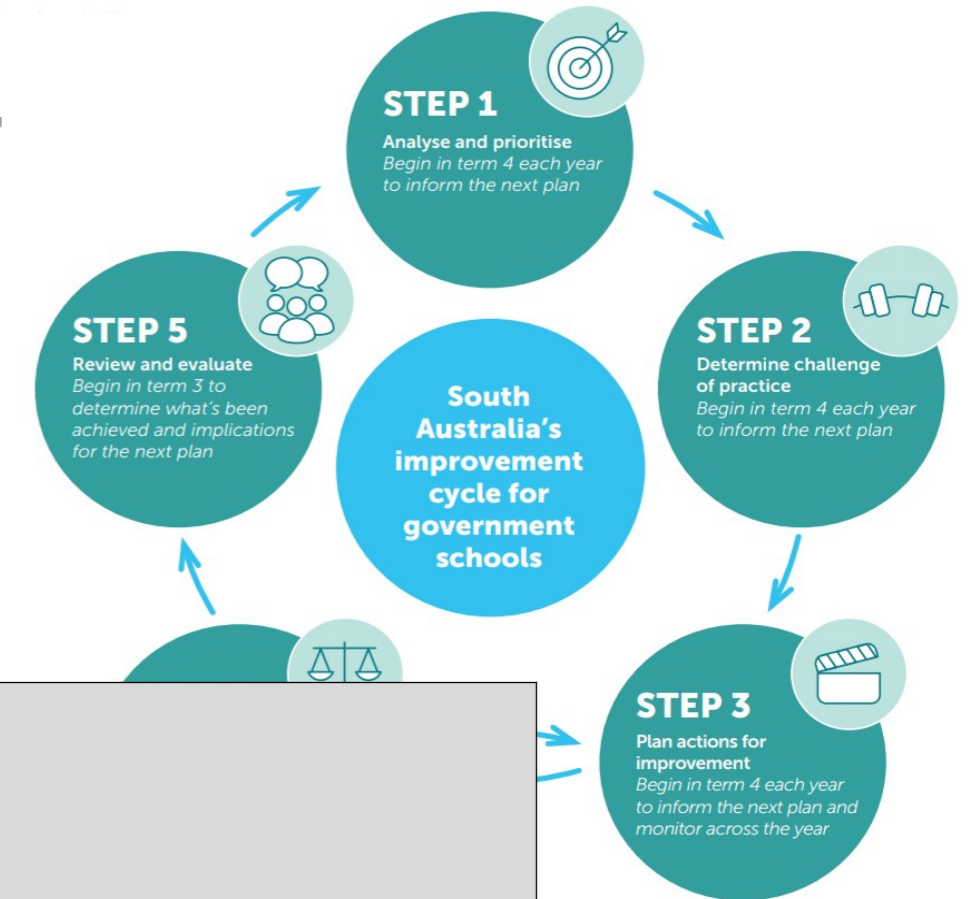 STEP 1
Analyse and prioritise
Begin in term 4 each year
to inform the next plan
STEP 2
Determine challenge
of practice
Begin in term 4 each year
to inform the next plan
STEP 3
Plan actions for
improvement
Begin in term 4 each year
to inform the next plan and
monitor across the year
STEP 5
Review and evaluate
Begin in term 3 to
determine what's been
achieved and implications
for the next plan
South
Australia's
improvement
cycle for
government
schools